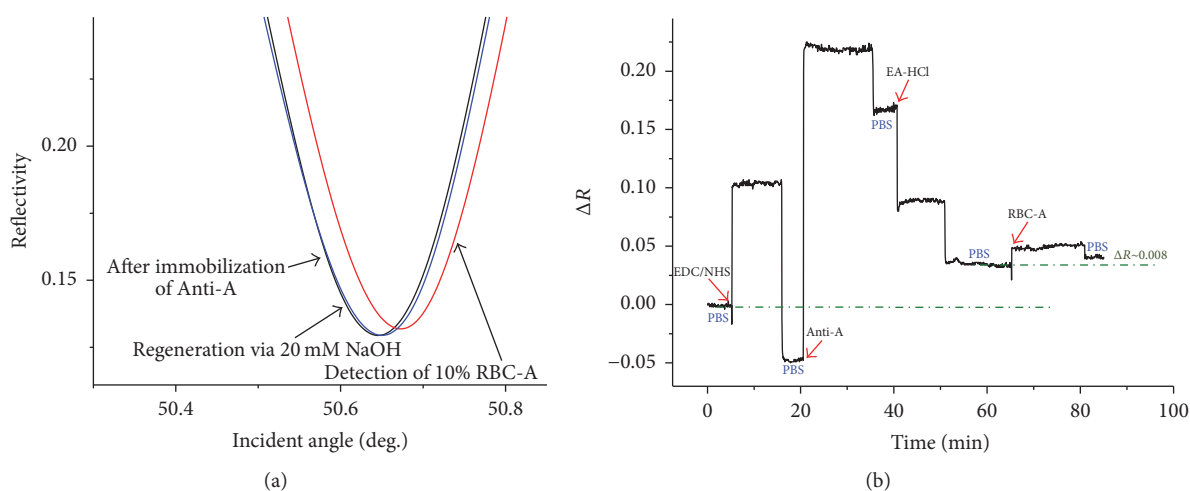 0.20
0.15
Reflectivity
After immobilization
of Anti-A
Regeneration via 20 mM NaOH
Detection of 10% RBC-A
50.4
50.6
50.8
Incident angle (deg.)
(a)
0.20
0.15
0.10
0.05
0.00
−0.05
ΔR
EDC/NHS
PBS
PBS
Anti-A
PBS
EA-HCl
PBS
RBC-A
PBS
ΔR~0.008
0
20
40
60
80
100
Time (min)
(b)